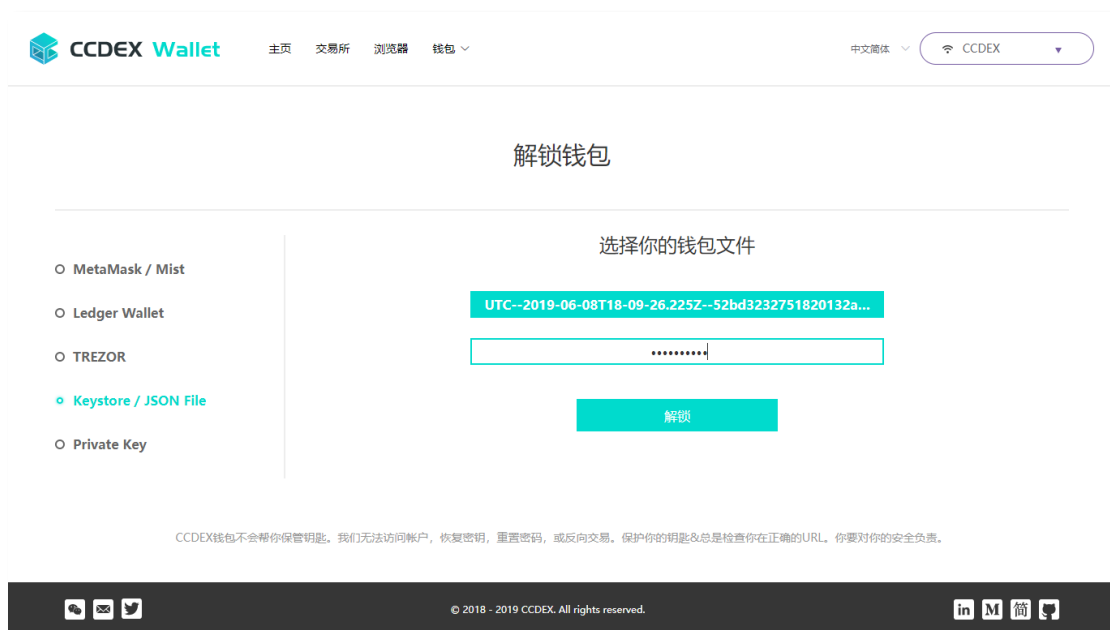 CCDEX Wallet 主页 交易所 浏览器 钱包 中文简体 CCDEX
解锁钱包
选择你的钱包文件
MetaMask / Mist
Ledger Wallet
TREZOR
Keystore / JSON File
Private Key
UTC--2019-06-08T18-09-26.225Z--52bd3232751820132a...
••••••••••
解锁
CCDEX钱包不会帮你保管钥匙。我们无法访问帐户，恢复密钥，重置密码，或反向交易。保护你的钥匙&总是检查你在正确的URL。你要对你的安全负责。
© 2018 - 2019 CCDEX. All rights reserved.
in M 简